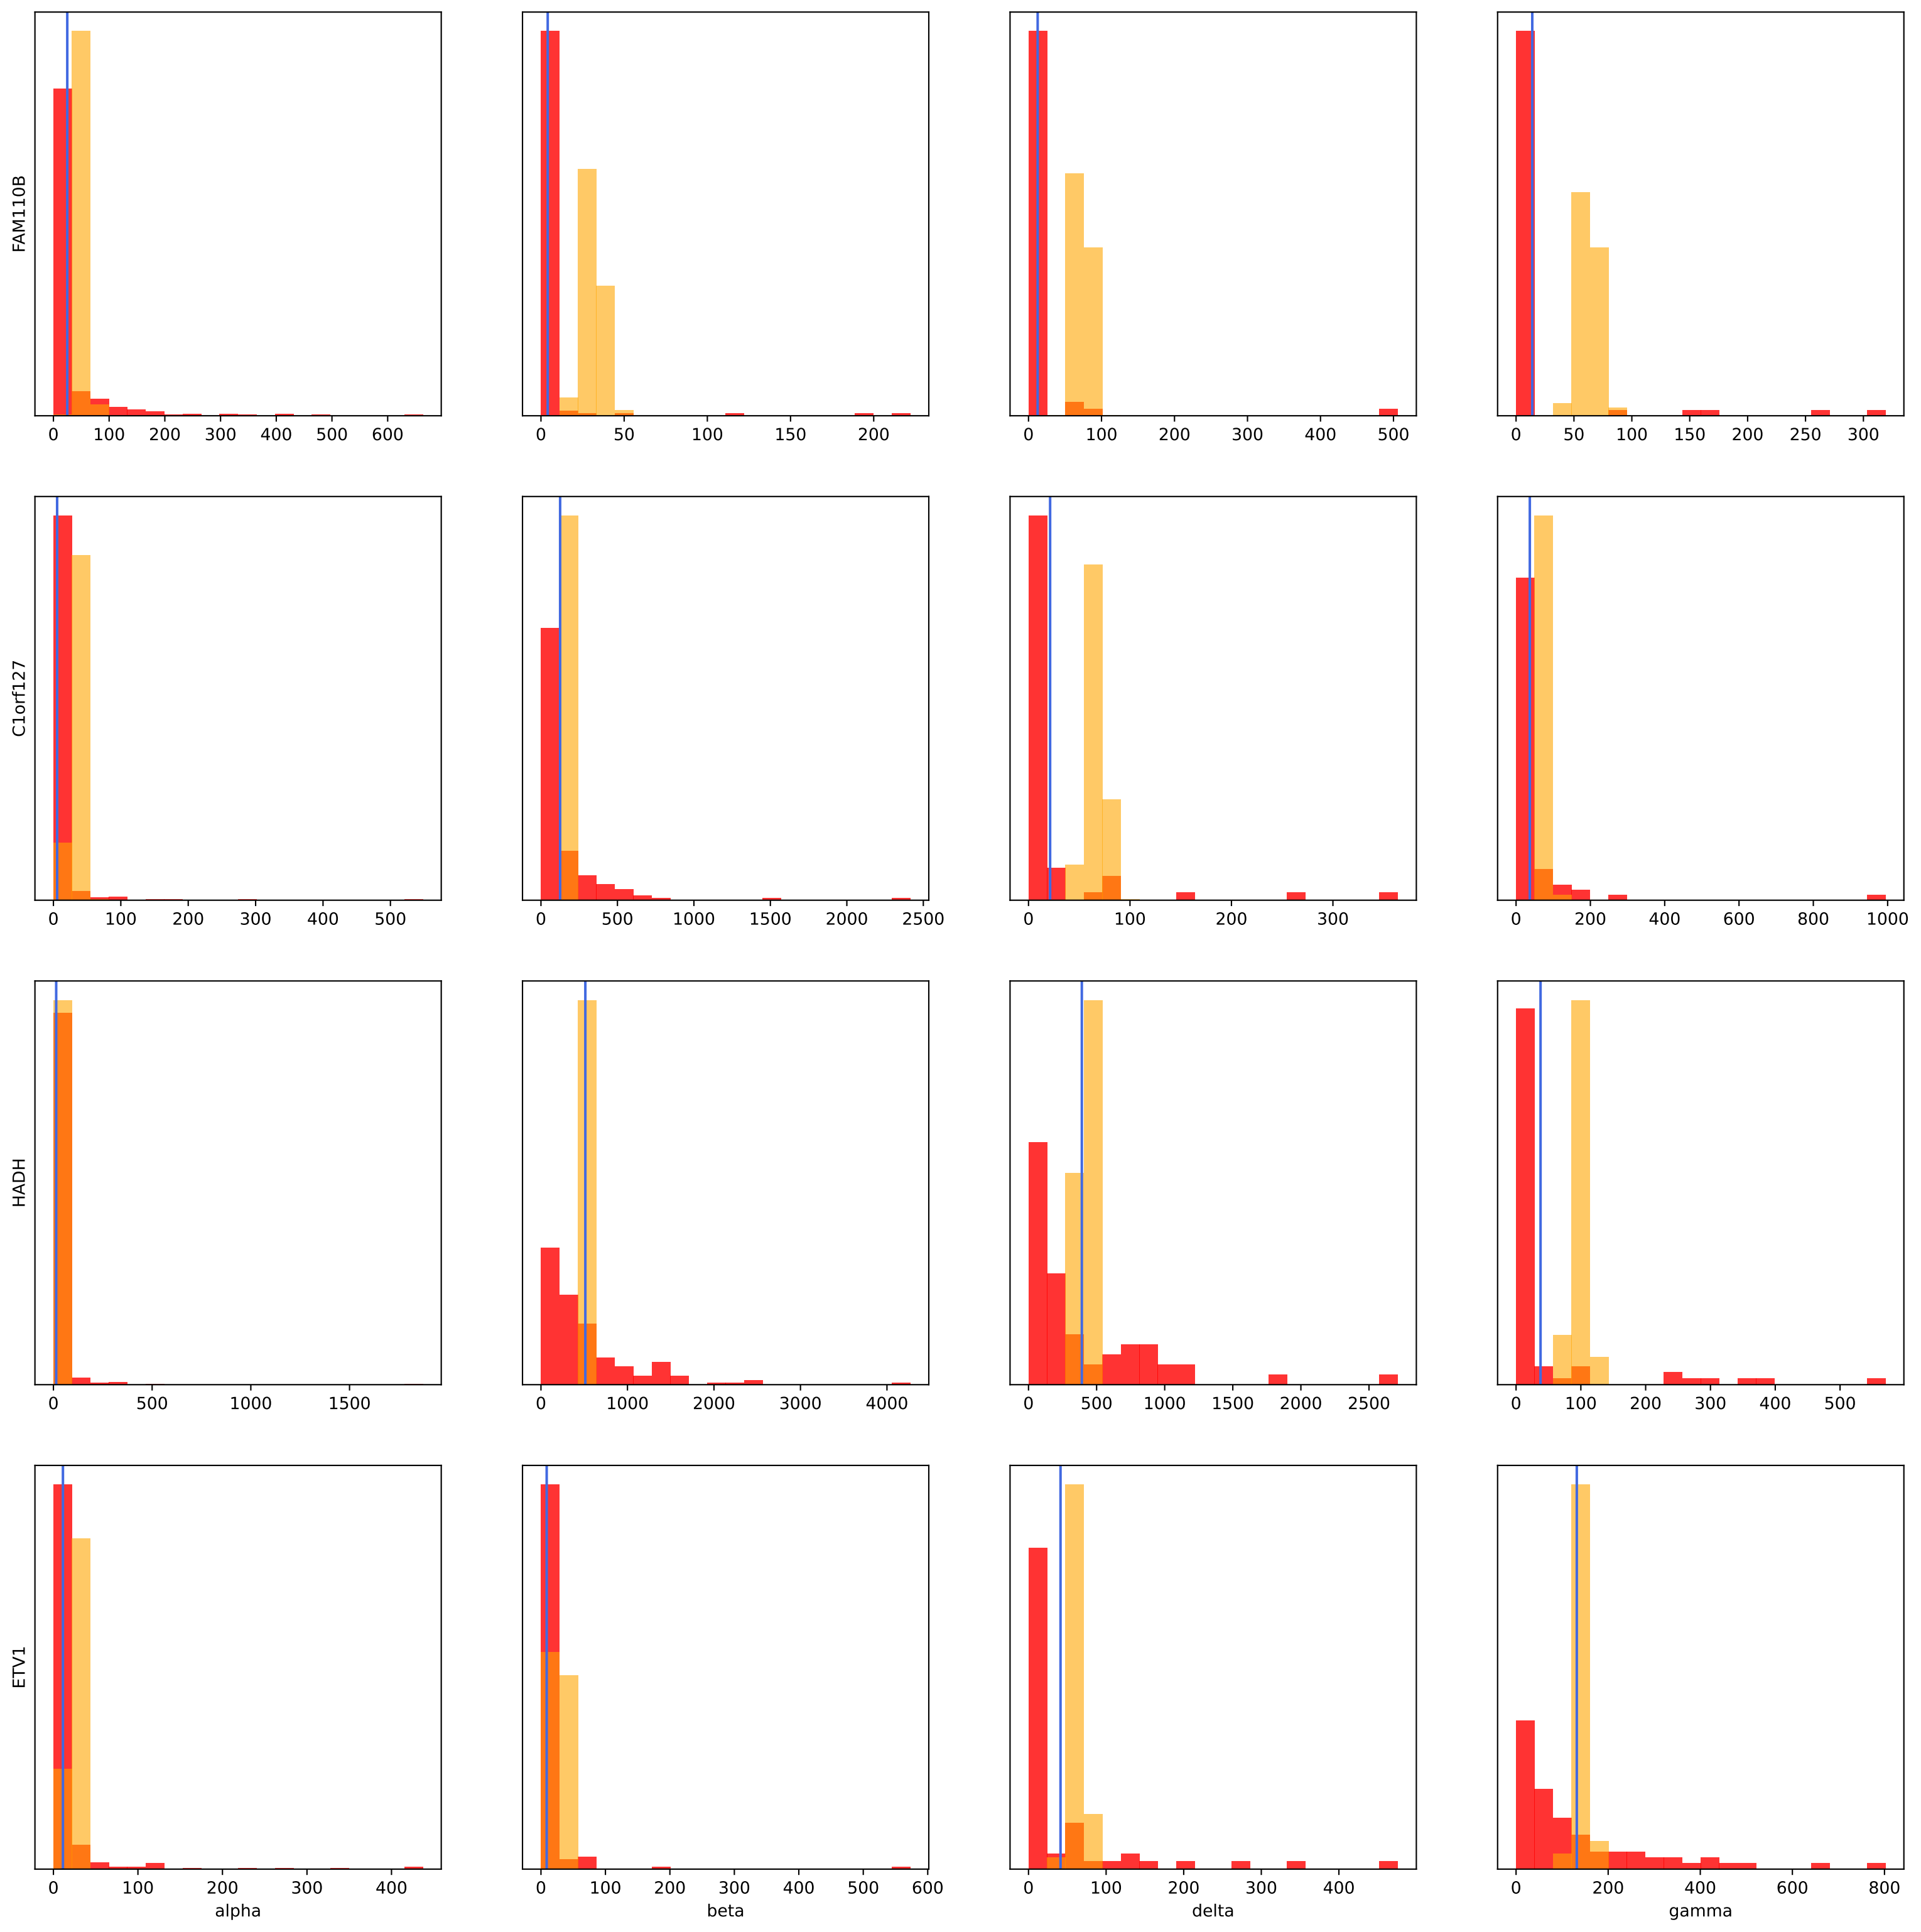 FAM110B
0 100 200 300 400 500 600
0 50 100 150 200
0 100 200 300 400 500
0 50 100 150 200 250 300
C1orf127
0 100 200 300 400 500
0 500 1000 1500 2000 2500
0 100 200 300
0 200 400 600 800 1000
HADH
0 500 1000 1500
0 1000 2000 3000 4000
0 500 1000 1500 2000 2500
0 100 200 300 400 500
ETV1
0 100 200 300 400
0 100 200 300 400 500 600
0 100 200 300 400
0 200 400 600 800
alpha
beta
delta
gamma